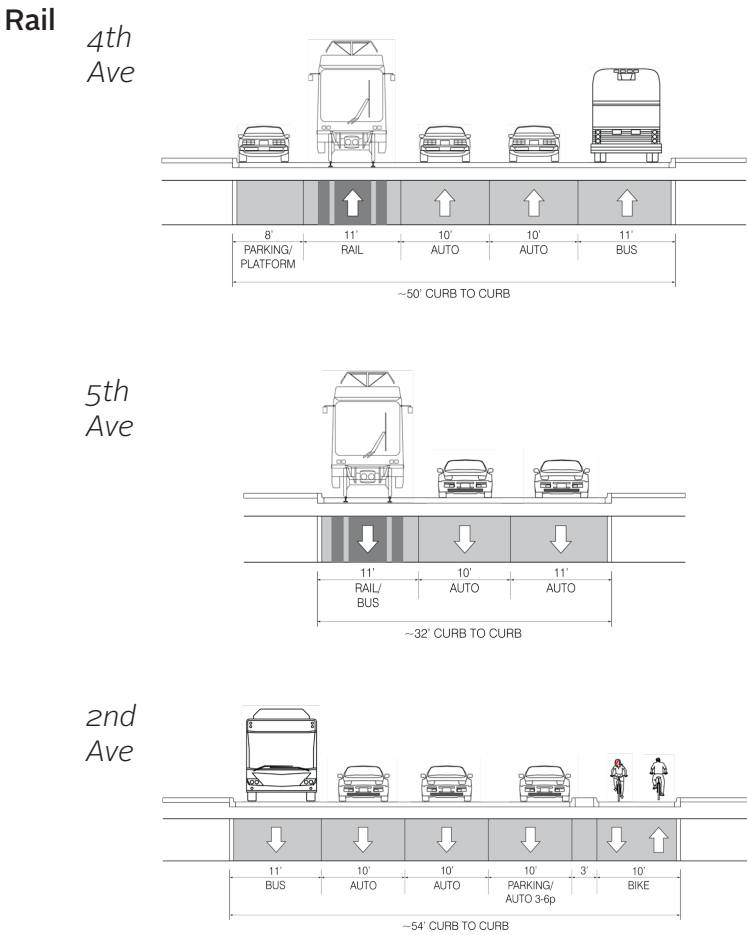 Rail
4th
Ave
8' 11' 10' 10' 11'
PARKING/ RAIL AUTO AUTO BUS
PLATFORM
~50' CURB TO CURB
5th
Ave
11' 10' 11'
RAIL/ AUTO AUTO
BUS
~32' CURB TO CURB
2nd
Ave
11' 10' 10' 10' 3' 10'
BUS AUTO AUTO PARKING/ BIKE
AUTO 3-6p
~54' CURB TO CURB